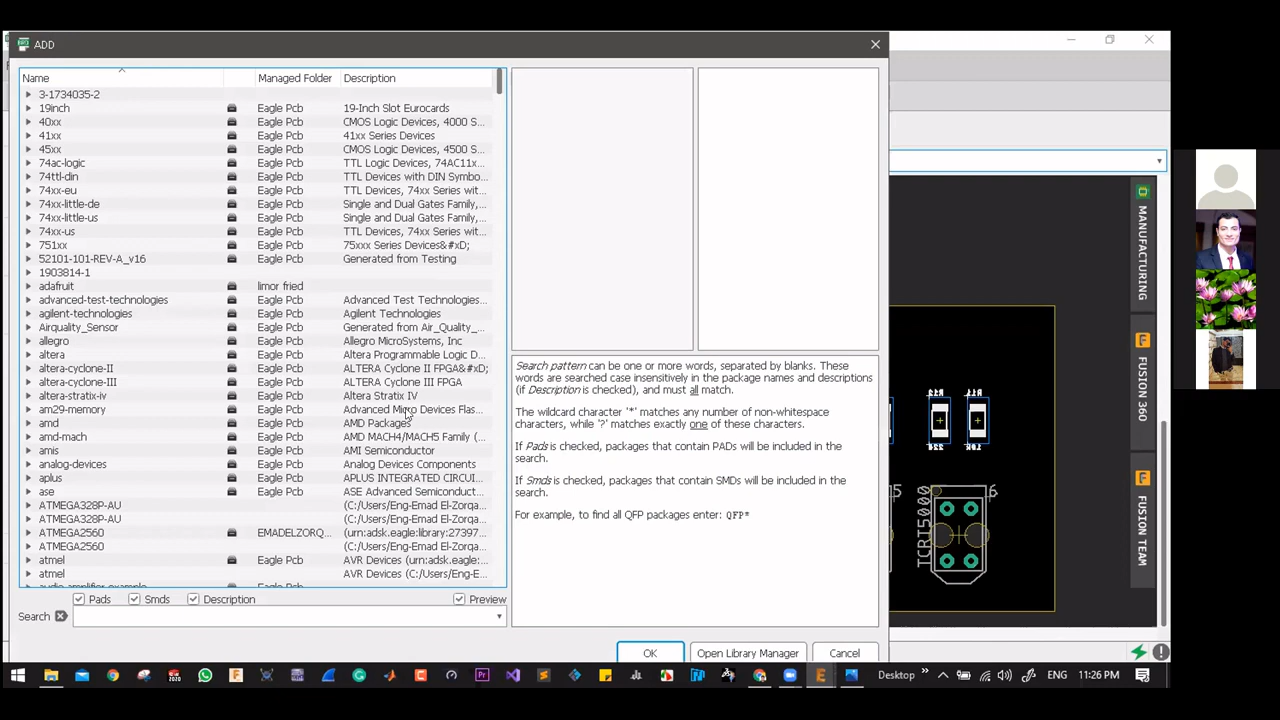 ADD
Name Managed Folder Description
3-1734035-2
19inch Eagle Pcb 19-Inch Slot Eurocards
40xx Eagle Pcb CMOS Logic Devices, 4000 S...
41xx Eagle Pcb 41xx Series Devices
45xx Eagle Pcb CMOS Logic Devices, 4500 S...
74ac-logic Eagle Pcb TTL Logic Devices, 74AC11x...
74ttl-din Eagle Pcb TTL Devices with DIN Symbo...
74xx-eu Eagle Pcb TTL Devices, 74xx Series wit...
74xx-little-de Eagle Pcb Single and Dual Gates Family,...
74xx-little-us Eagle Pcb Single and Dual Gates Family,...
74xx-us Eagle Pcb TTL Devices, 74xx Series wit...
751xx Eagle Pcb 75xxx Series Devices&#xD;
52101-101-REV-A_v16 Eagle Pcb Generated from Testing
1903814-1
adafruit limor fried
advanced-test-technologies Eagle Pcb Advanced Test Technologies...
agilent-technologies Eagle Pcb Agilent Technologies
Airquality_Sensor Eagle Pcb Generated from Air_Quality_...
allegro Eagle Pcb Allegro MicroSystems, Inc
altera Eagle Pcb Altera Programmable Logic D...
altera-cyclone-II Eagle Pcb ALTERA Cyclone II FPGA&#xD;
altera-cyclone-III Eagle Pcb ALTERA Cyclone III FPGA
altera-stratix-iv Eagle Pcb Altera Stratix IV
am29-memory Eagle Pcb Advanced Micro Devices Flas...
amd Eagle Pcb AMD Packages
amd-mach Eagle Pcb AMD MACH4/MACH5 Family (...
amis Eagle Pcb AMI Semiconductor
analog-devices Eagle Pcb Analog Devices Components
aplus Eagle Pcb APLUS INTEGRATED CIRCUI...
ase Eagle Pcb ASE Advanced Semiconduct...
ATMEGA328P-AU (C:/Users/Eng-Emad El-Zorqa...
ATMEGA328P-AU (C:/Users/Eng-Emad El-Zorqa...
ATMEGA2560 EMADELZORQ... (urn:adsk.eagle:library:27397...
ATMEGA2560 (C:/Users/Eng-Emad El-Zorqa...
atmel Eagle Pcb AVR Devices (urn:adsk.eagle:...
atmel AVR Devices (C:/Users/Eng-E...
Pads Smds Description Preview
Search
Search pattern can be one or more words, separated by blanks. These
words are searched case insensitively in the package names and descriptions
(if Description is checked), and must all match.
The wildcard character '*' matches any number of non-whitespace
characters, while '?' matches exactly one of these characters.
If Pads is checked, packages that contain PADs will be included in the
search.
If Smds is checked, packages that contain SMDs will be included in the
search.
For example, to find all QFP packages enter: QFP*
OK Open Library Manager Cancel
MANUFACTURING
FUSION 360
FUSION TEAM
TCRT5000
5
6
Desktop
ENG 11:26 PM